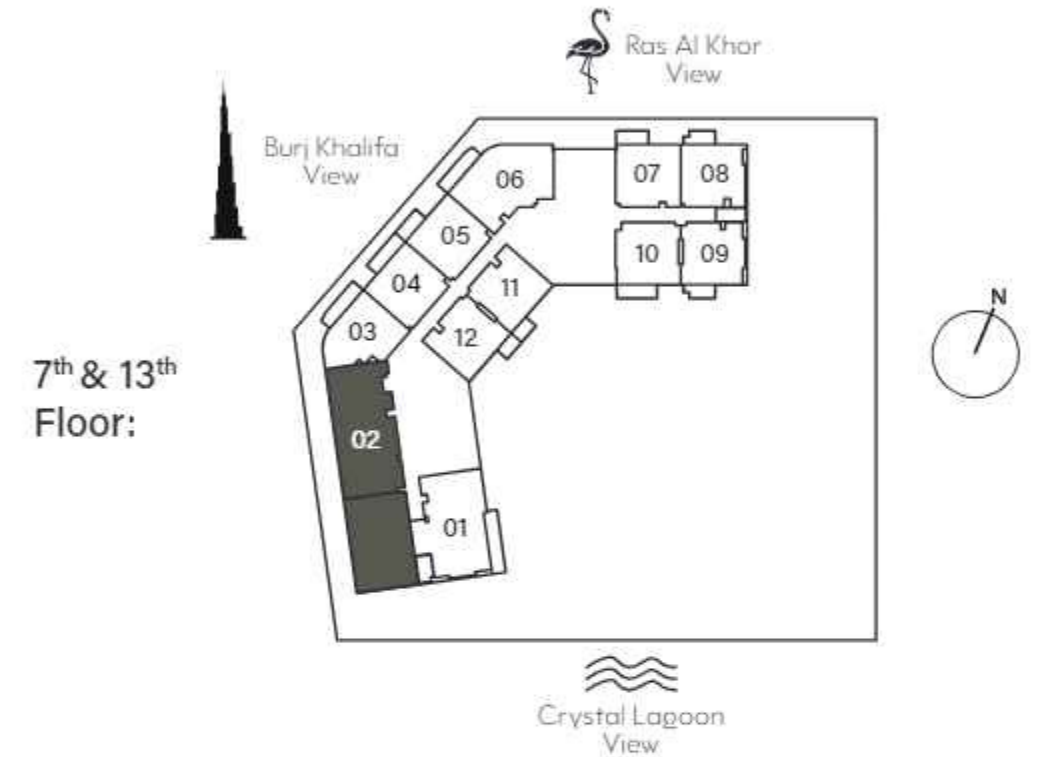 Ras Al Khor
View
Burj Khalifa
View
06
07
08
05
10
09
04
11
03
12
N
7th & 13th
Floor:
02
01
Crystal Lagoon
View